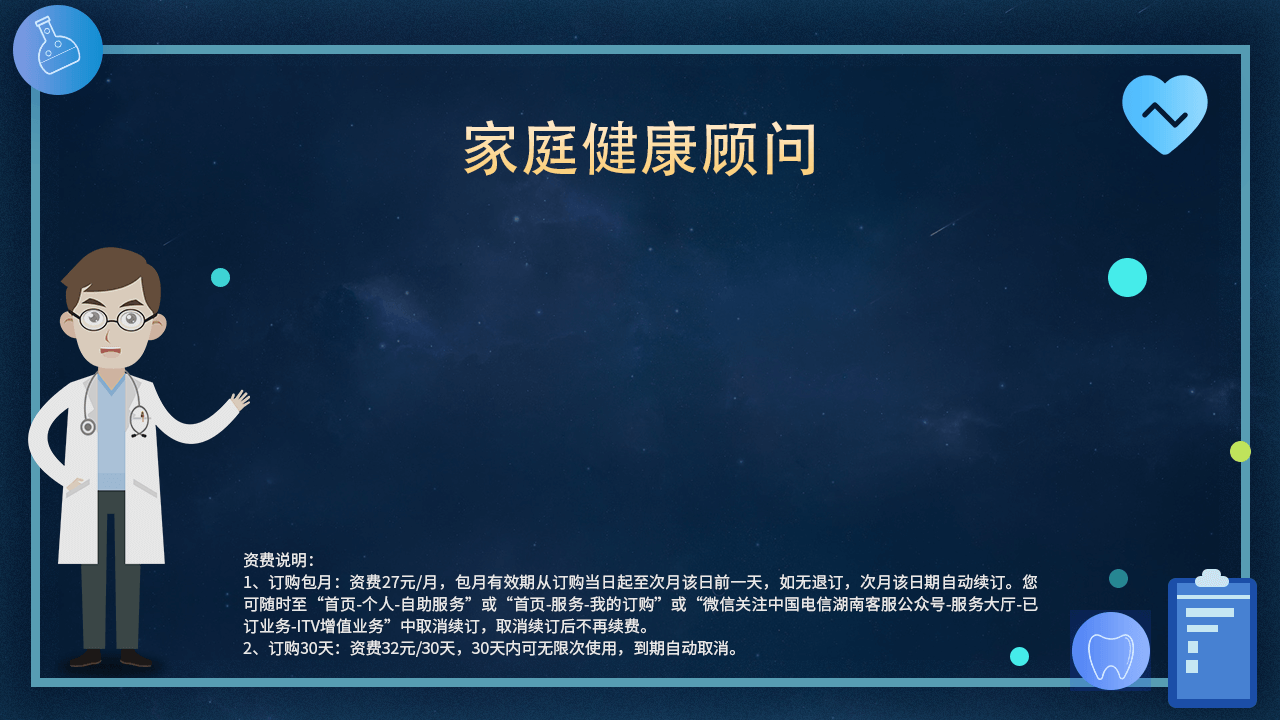 家庭健康顾问
资费说明：
1、订购包月：资费27元/月，包月有效期从订购当日起至次月该日前一天，如无退订，次月该日期自动续订。您
可随时至“首页-个人-自助服务”或“首页-服务-我的订购”或“微信关注中国电信湖南客服公众号-服务大厅-已
订业务-ITV增值业务”中取消续订，取消续订后不再续费。
2、订购30天：资费32元/30天，30天内可无限次使用，到期自动取消。